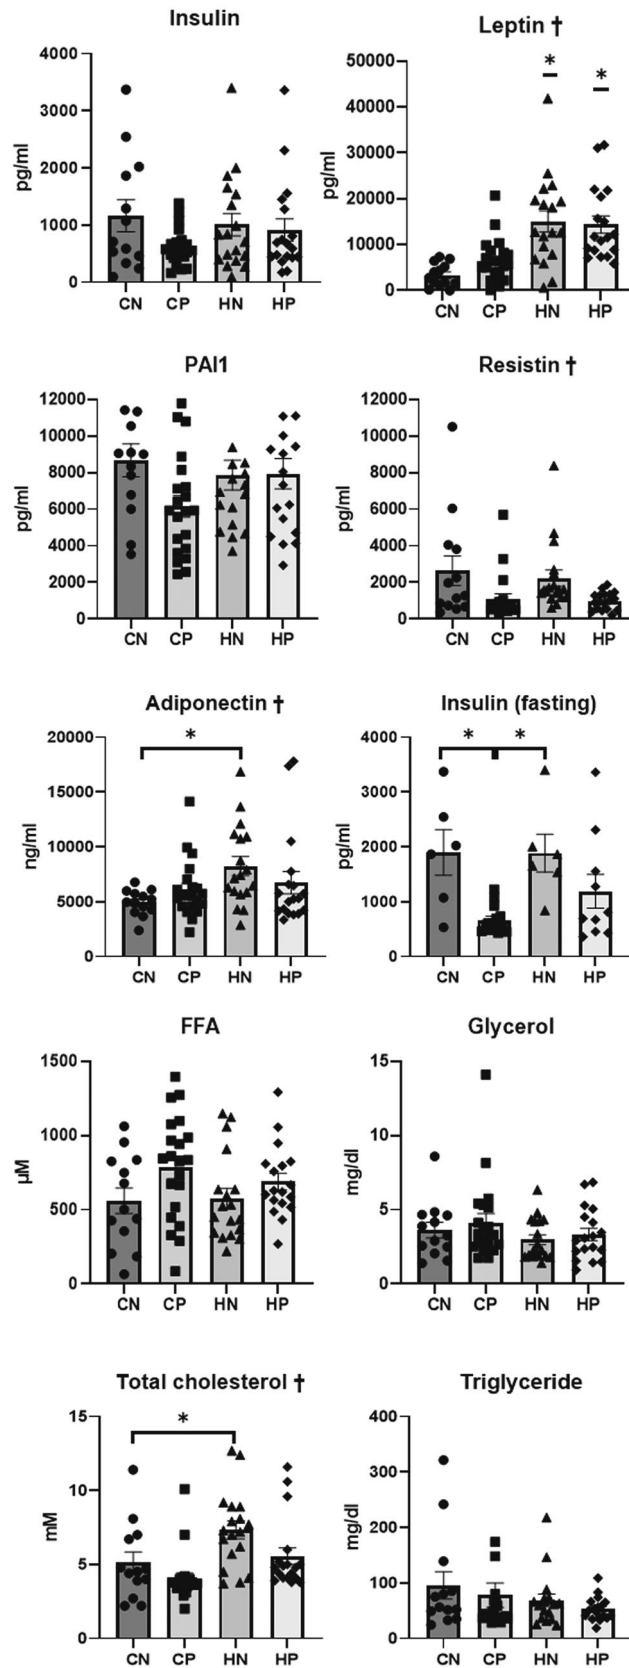 Insulin
4000
3000
2000
1000
0
pg/ml
CN CP HN HP
Leptin †
50000
40000
30000
20000
10000
0
pg/ml
* *
CN CP HN HP
PAI1
12000
10000
8000
6000
4000
2000
0
pg/ml
CN CP HN HP
Resistin †
12000
10000
8000
6000
4000
2000
0
pg/ml
CN CP HN HP
Adiponectin †
20000
15000
10000
5000
0
ng/ml
*
CN CP HN HP
Insulin (fasting)
4000
3000
2000
1000
0
pg/ml
* *
CN CP HN HP
FFA
1500
1000
500
0
µM
CN CP HN HP
Glycerol
15
10
5
0
mg/dl
CN CP HN HP
Total cholesterol †
15
10
5
0
mM
*
CN CP HN HP
Triglyceride
400
300
200
100
0
mg/dl
CN CP HN HP